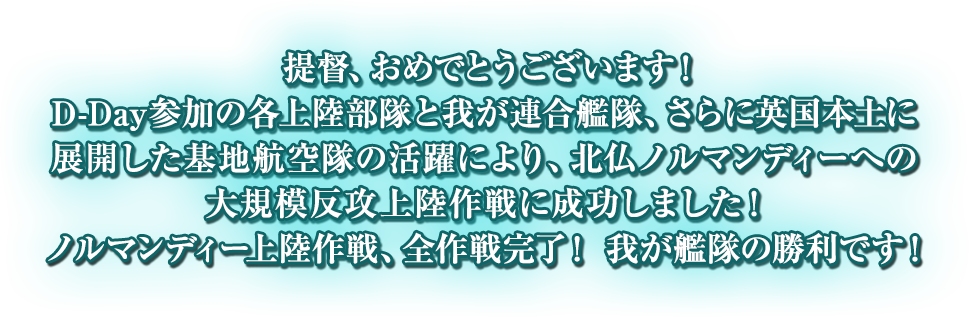 提督、おめでとうございます！
D-Day参加の各上陸部隊と我が連合艦隊、さらに英国本土に
展開した基地航空隊の活躍により、北仏ノルマンディーへの
大規模反攻上陸作戦に成功しました！
ノルマンディー上陸作戦、全作戦完了！ 我が艦隊の勝利です！